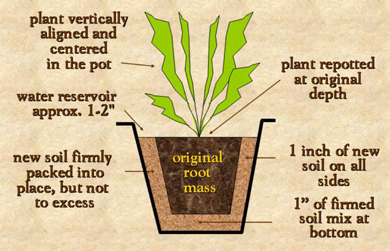 plant vertically
aligned and
centered
in the pot
water reservoir
approx. 1-2"
new soil firmly
packed into
place, but not
to excess
original
root
mass
plant repotted
at original
depth
1 inch of new
soil on all
sides
1" of firmed
soil mix at
bottom